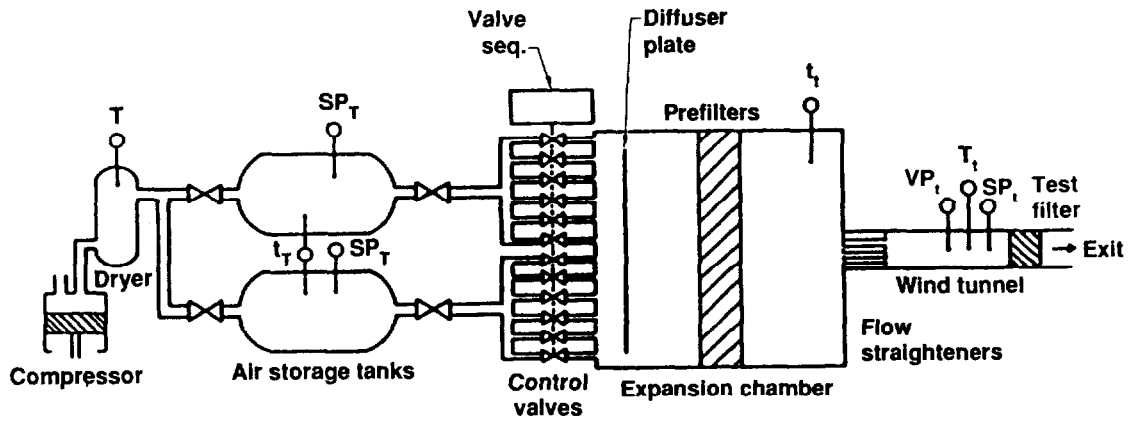 Valve
seq.
Diffuser
plate
T
SP_T
t_t
Prefilters
VP_t
T_t
SP_t
Test
filter
t_T
SP_T
Dryer
Exit
Wind tunnel
Flow
straighteners
Compressor
Air storage tanks
Control
valves
Expansion chamber